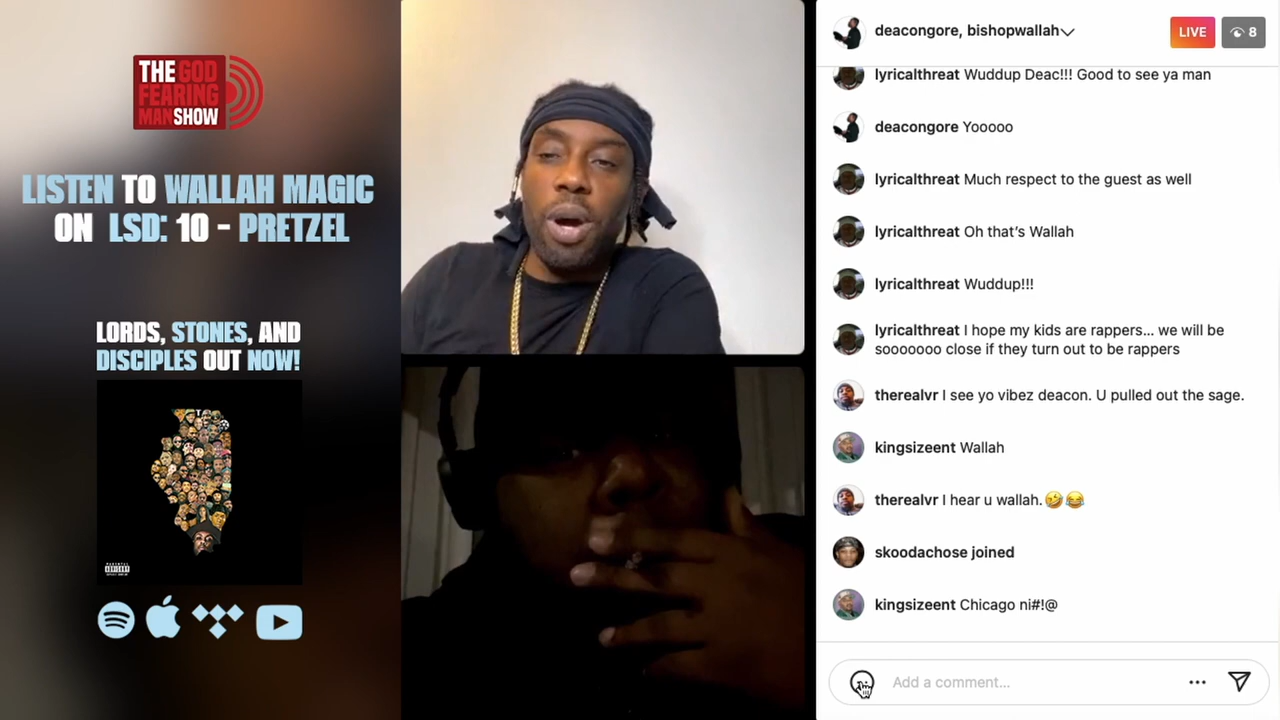 THE GOD
FEARING
MAN SHOW
LISTEN TO WALLAH MAGIC
ON LSD: 10 - PRETZEL
LORDS, STONES, AND
DISCIPLES OUT NOW!
PARENTAL
ADVISORY
deacongore, bishopwallah
LIVE
8
lyricalthreat Wuddup Deac!!! Good to see ya man
deacongore Yooooo
lyricalthreat Much respect to the guest as well
lyricalthreat Oh that’s Wallah
lyricalthreat Wuddup!!!
lyricalthreat I hope my kids are rappers... we will be
sooooooo close if they turn out to be rappers
therealvr I see yo vibez deacon. U pulled out the sage.
kingsizeent Wallah
therealvr I hear u wallah.🤣😂
skoodachose joined
kingsizeent Chicago ni#!@
Add a comment...